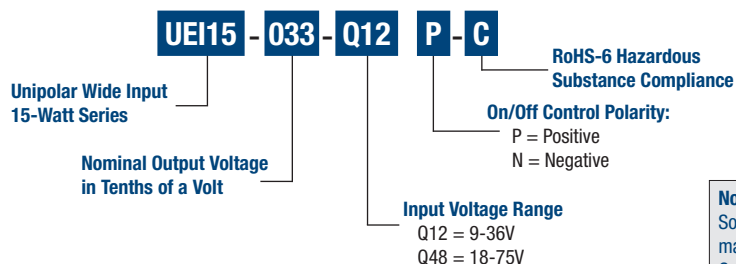 UEI15 - 033 - Q12 P - C
RoHS-6 Hazardous
Substance Compliance
Unipolar Wide Input
15-Watt Series
On/Off Control Polarity:
P = Positive
N = Negative
Nominal Output Voltage
in Tenths of a Volt
Input Voltage Range
Q12 = 9-36V
Q48 = 18-75V